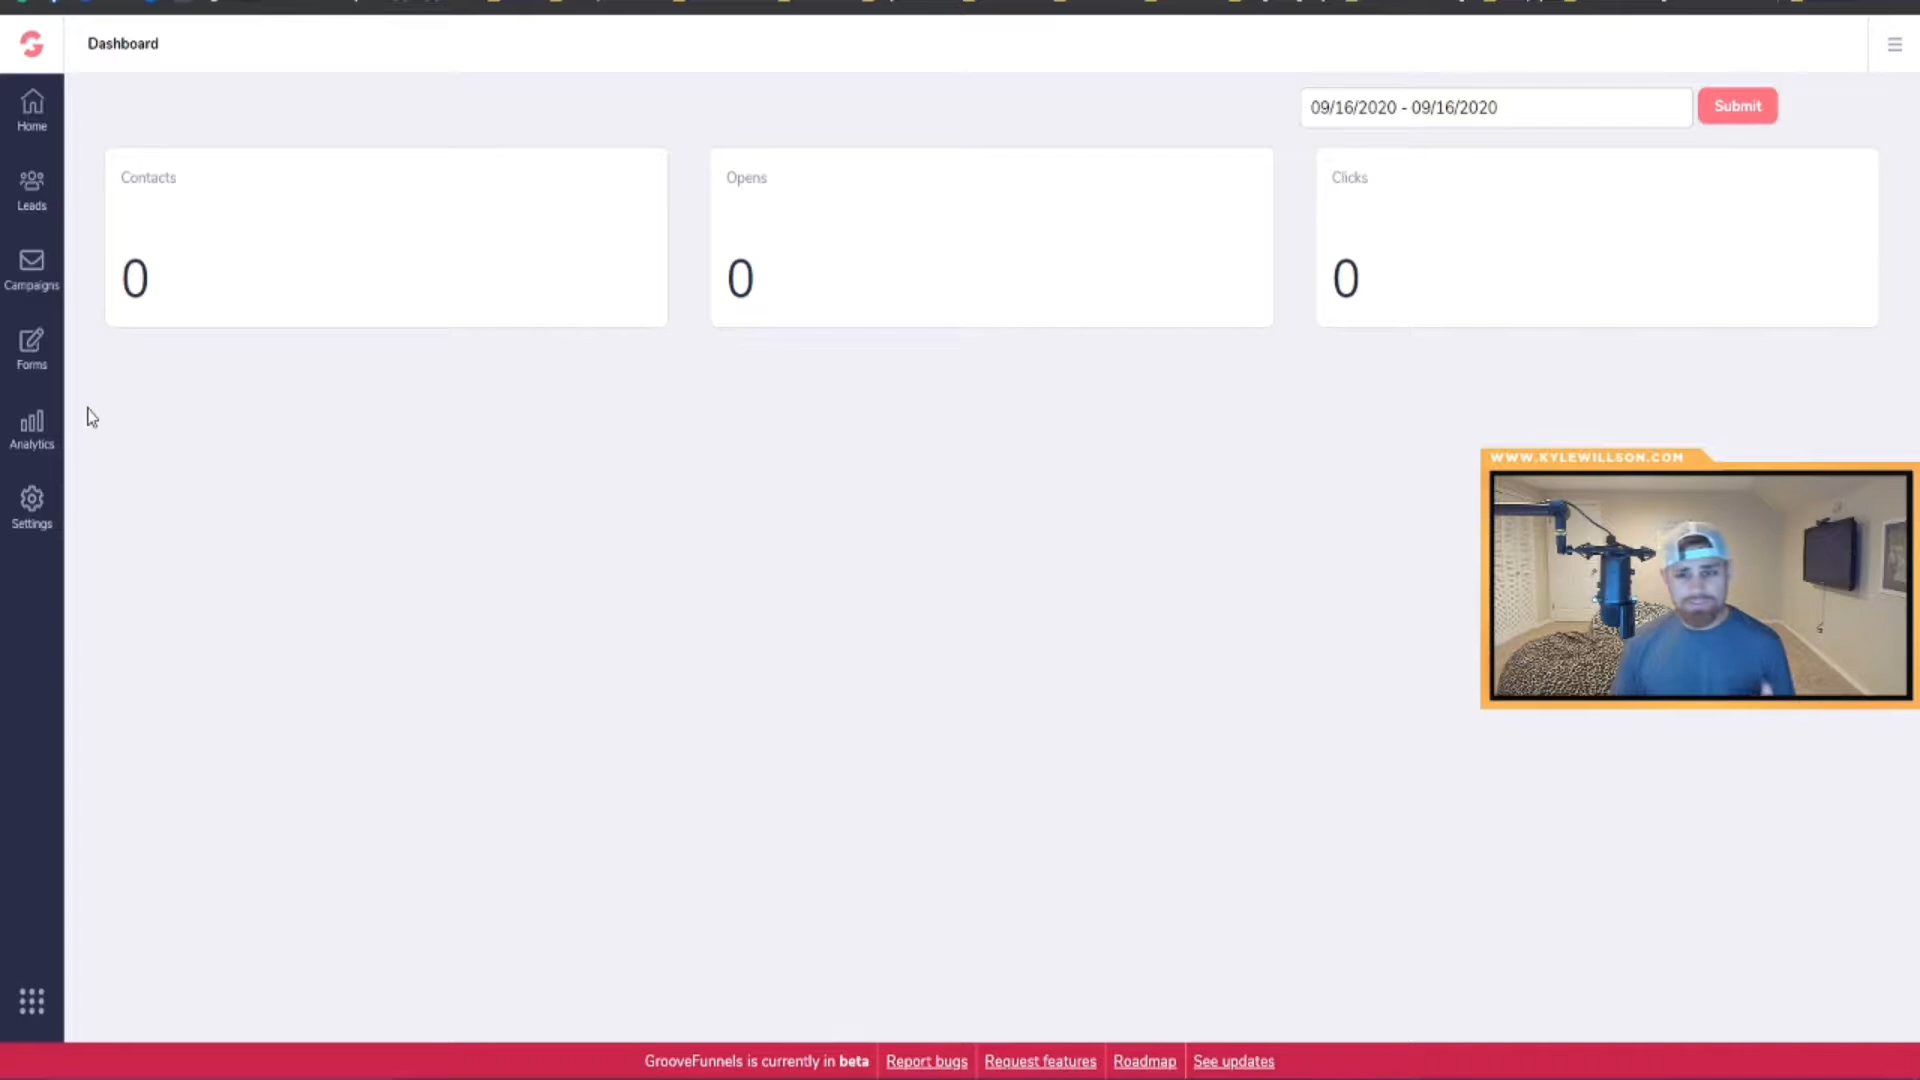 Dashboard
Home
Leads
Campaigns
Forms
Analytics
Settings
09/16/2020 - 09/16/2020
Submit
Contacts
0
Opens
0
Clicks
0
WWW.KYLEWILLSON.COM
GrooveFunnels is currently in beta
Report bugs
Request features
Roadmap
See updates